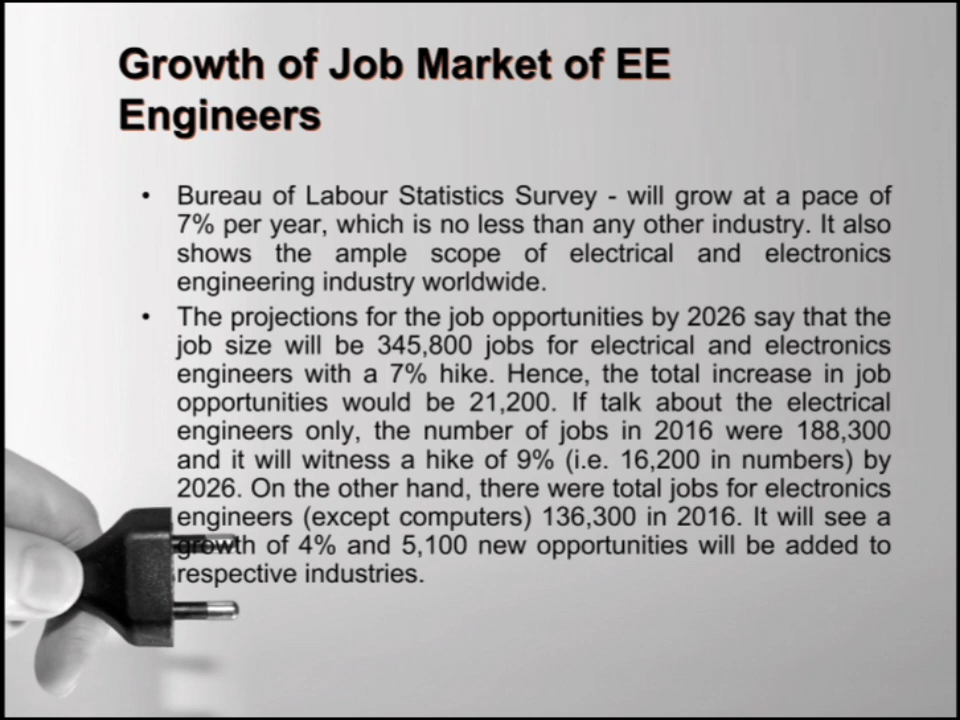 Growth of Job Market of EE
Engineers
• Bureau of Labour Statistics Survey - will grow at a pace of
7% per year, which is no less than any other industry. It also
shows the ample scope of electrical and electronics
engineering industry worldwide.
• The projections for the job opportunities by 2026 say that the
job size will be 345,800 jobs for electrical and electronics
engineers with a 7% hike. Hence, the total increase in job
opportunities would be 21,200. If talk about the electrical
engineers only, the number of jobs in 2016 were 188,300
and it will witness a hike of 9% (i.e. 16,200 in numbers) by
2026. On the other hand, there were total jobs for electronics
engineers (except computers) 136,300 in 2016. It will see a
growth of 4% and 5,100 new opportunities will be added to
respective industries.